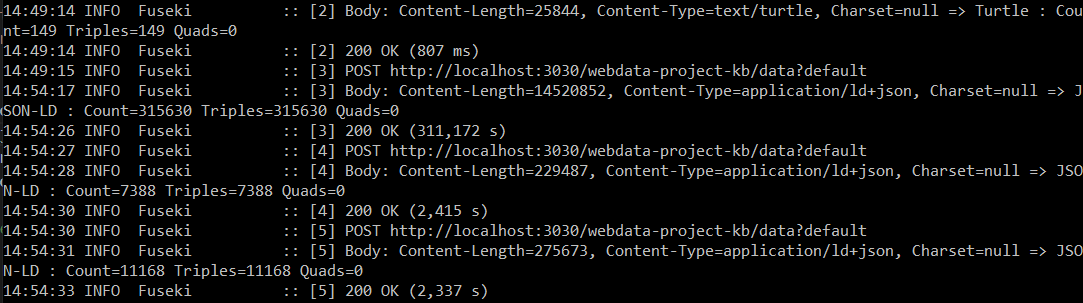 14:49:14 INFO  Fuseki          :: [2] Body: Content-Length=25844, Content-Type=text/turtle, Charset=null => Turtle : Cou
nt=149 Triples=149 Quads=0
14:49:14 INFO  Fuseki          :: [2] 200 OK (807 ms)
14:49:15 INFO  Fuseki          :: [3] POST http://localhost:3030/webdata-project-kb/data?default
14:54:17 INFO  Fuseki          :: [3] Body: Content-Length=14520852, Content-Type=application/ld+json, Charset=null => J
SON-LD : Count=315630 Triples=315630 Quads=0
14:54:26 INFO  Fuseki          :: [3] 200 OK (311,172 s)
14:54:27 INFO  Fuseki          :: [4] POST http://localhost:3030/webdata-project-kb/data?default
14:54:28 INFO  Fuseki          :: [4] Body: Content-Length=229487, Content-Type=application/ld+json, Charset=null => JSO
N-LD : Count=7388 Triples=7388 Quads=0
14:54:30 INFO  Fuseki          :: [4] 200 OK (2,415 s)
14:54:30 INFO  Fuseki          :: [5] POST http://localhost:3030/webdata-project-kb/data?default
14:54:31 INFO  Fuseki          :: [5] Body: Content-Length=275673, Content-Type=application/ld+json, Charset=null => JSO
N-LD : Count=11168 Triples=11168 Quads=0
14:54:33 INFO  Fuseki          :: [5] 200 OK (2,337 s)